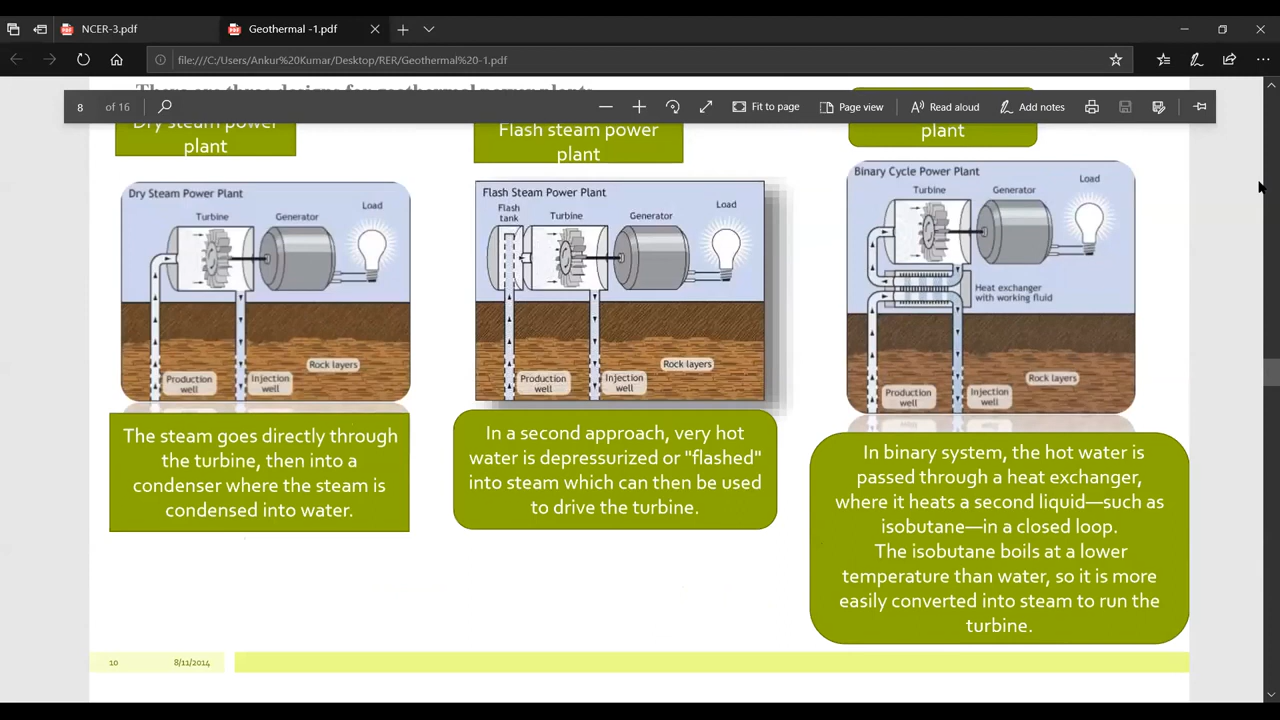 NCER-3.pdf
Geothermal -1.pdf
file:///C:/Users/Ankur%20Kumar/Desktop/RER/Geothermal%20-1.pdf
There are three designs for geothermal power plants
8 of 16
Fit to page
Page view
Read aloud
Add notes
Dry steam power
plant
Flash steam power
plant
plant
Dry Steam Power Plant
Turbine
Generator
Load
Rock layers
Production
well
Injection
well
Flash Steam Power Plant
Flash
tank
Turbine
Generator
Load
Rock layers
Production
well
Injection
well
Binary Cycle Power Plant
Turbine
Generator
Load
Heat exchanger
with working fluid
Rock layers
Production
well
Injection
well
The steam goes directly through
the turbine, then into a
condenser where the steam is
condensed into water.
In a second approach, very hot
water is depressurized or "flashed"
into steam which can then be used
to drive the turbine.
In binary system, the hot water is
passed through a heat exchanger,
where it heats a second liquid—such as
isobutane—in a closed loop.
The isobutane boils at a lower
temperature than water, so it is more
easily converted into steam to run the
turbine.
10
8/11/2014